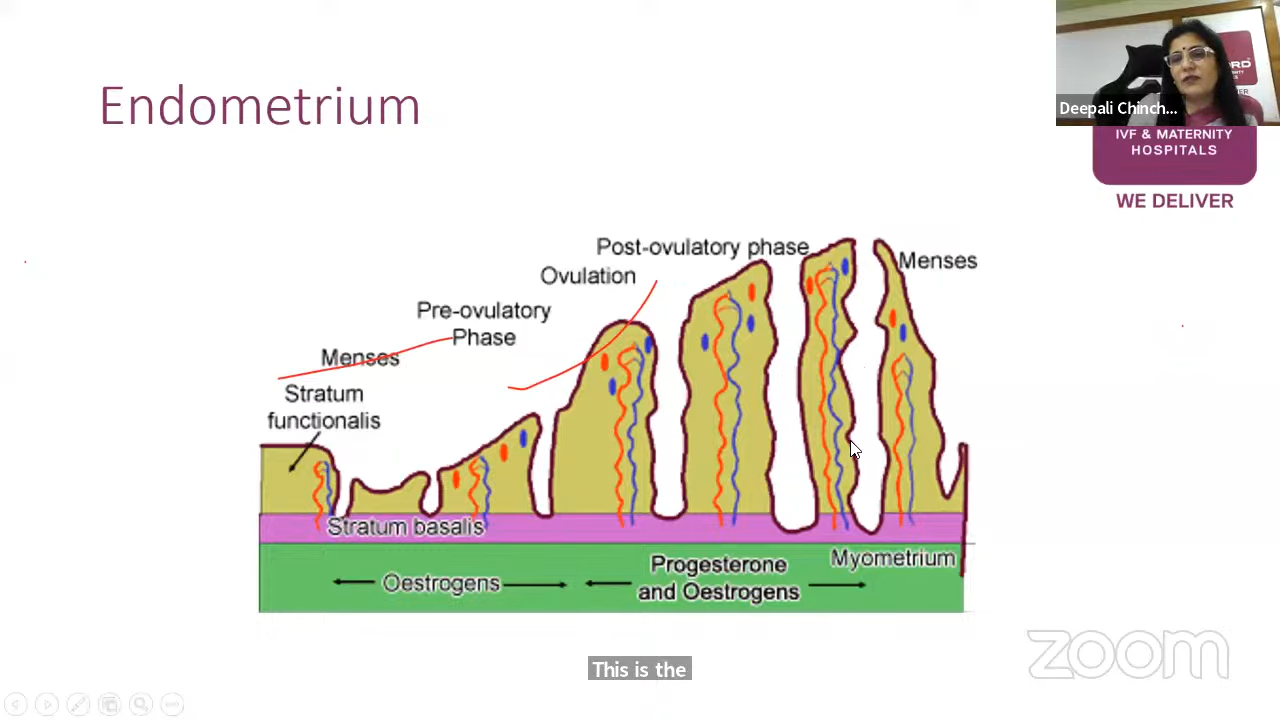 Endometrium
RD
Deepali Chinch...
IVF & MATERNITY
HOSPITALS
WE DELIVER
Post-ovulatory phase
Ovulation
Menses
Pre-ovulatory
Phase
Menses
Stratum
functionalis
Stratum basalis
Myometrium
Progesterone
and Oestrogens
Oestrogens
zoom
This is the